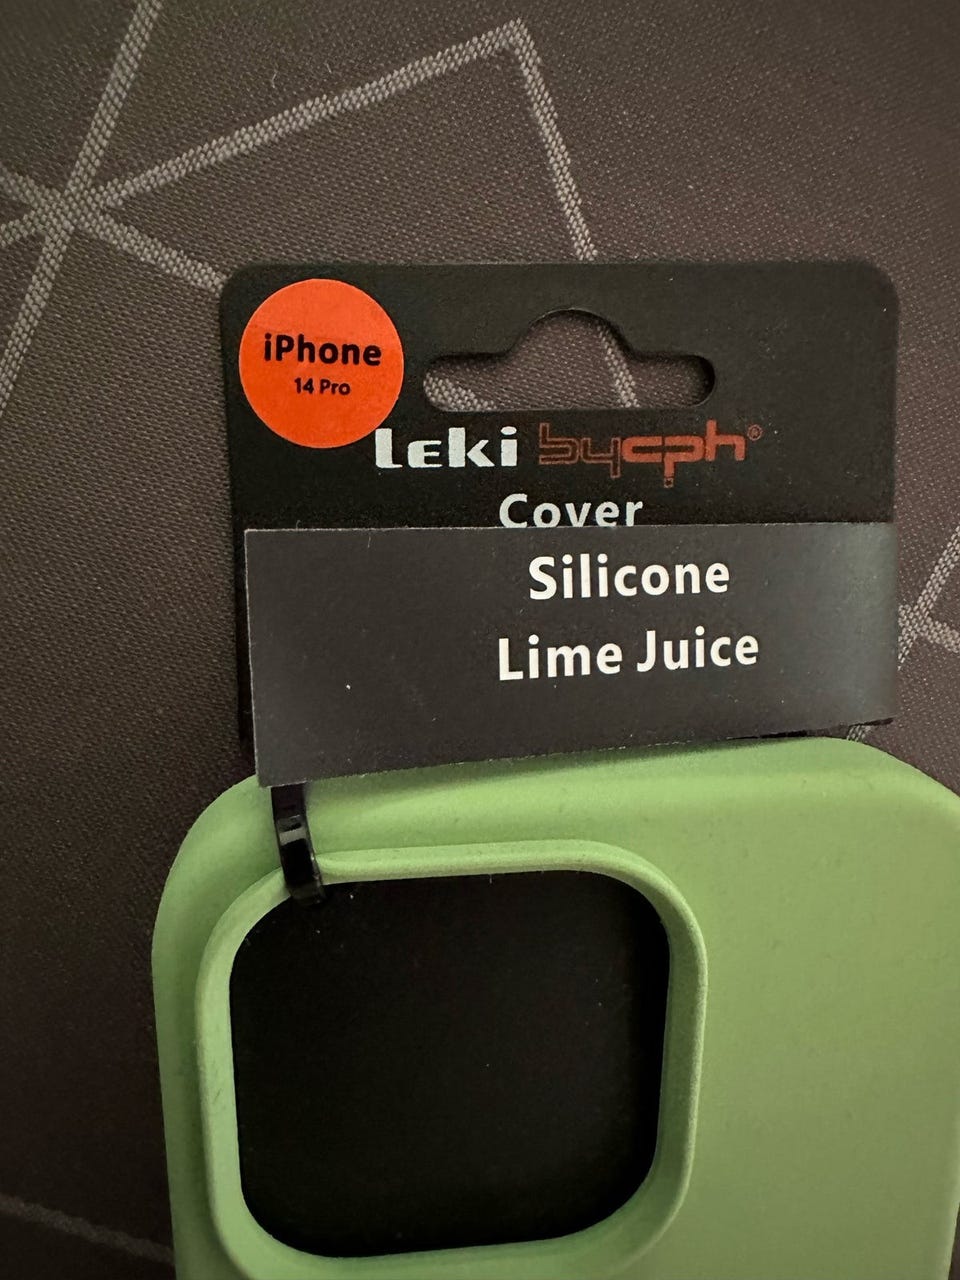 iPhone
14 Pro
Leki bycph®
Cover
Silicone
Lime Juice